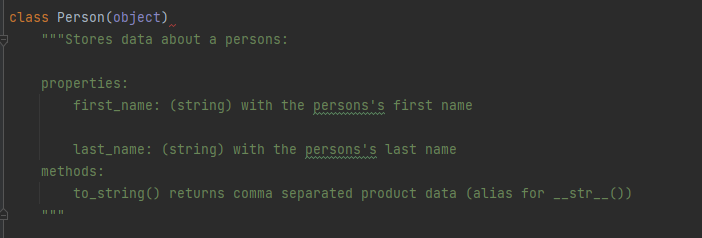 class Person(object)
"""Stores data about a persons:
properties:
first_name: (string) with the persons's first name
last_name: (string) with the persons's last name
methods:
to_string() returns comma separated product data (alias for __str__())
"""